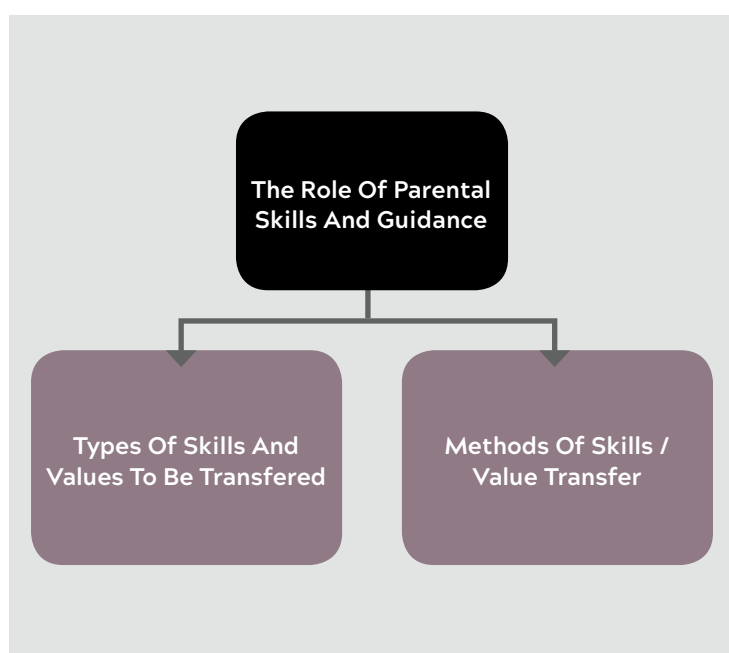 The Role Of Parental
Skills And Guidance
Types Of Skills And
Values To Be Transfered
Methods Of Skills /
Value Transfer